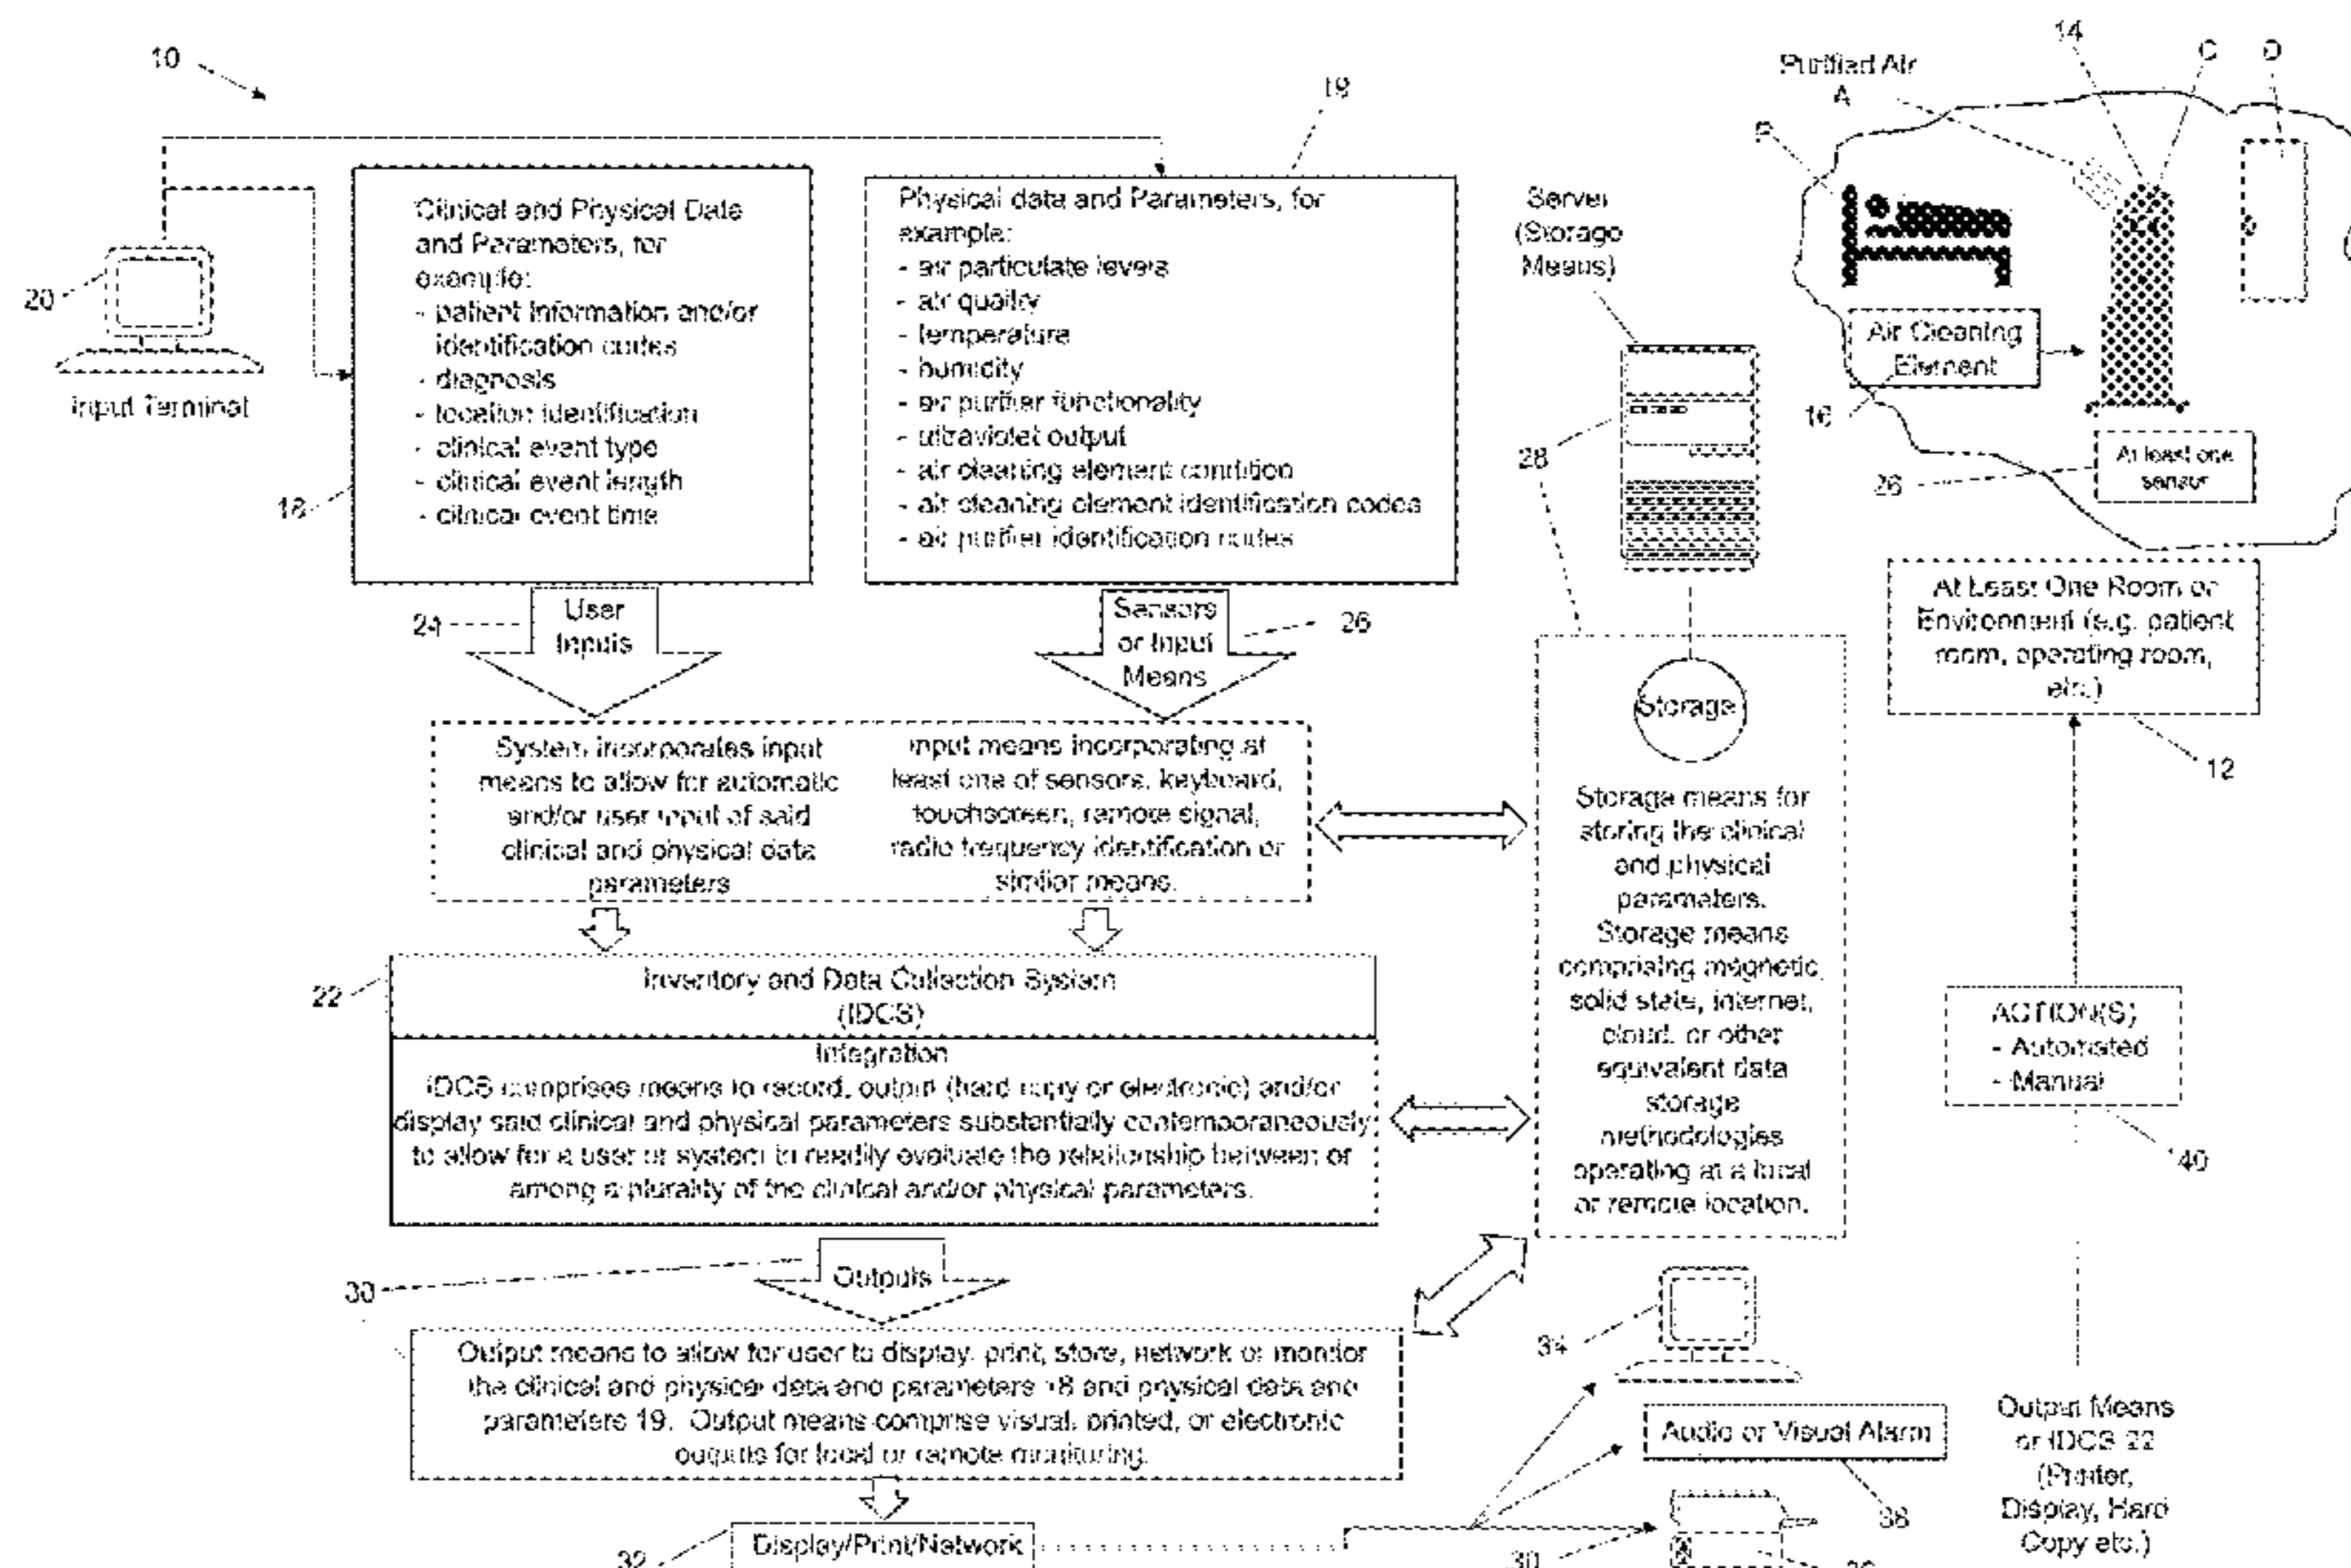 10
20
Input Terminal
18
Clinical and Physical Date
and Parameters, for
example:
- patient information and/or
identification codes
- diagnosis
- location identification
- clinical event type
- clinical event length
- clinical event time
19
Physical data and Parameters, for
example:
- air particulate levels
- air quality
- temperature
- humidity
- air purifier functionality
- ultraviolet output
- air cleaning element condition
- air cleaning element identification codes
- air purifier identification codes
Server
(Storage
Means)
28
Purified Air
A
P
14
C
D
Air Cleaning
Element
16
At least one
sensor
26
At Least One Room or
Environment (e.g. patient
room, operating room,
etc.)
12
24
User
Inputs
Sensors
or Input
Means
26
System incorporates input
means to allow for automatic
and/or user input of said
clinical and physical data
parameters
Input means incorporating at
least one of sensors, keyboard,
touchscreen, remote signal,
radio frequency identification or
similar means.
Storage
Storage means for
storing the clinical
and physical
parameters.
Storage means
comprising magnetic,
solid state, internet,
cloud, or other
equivalent data
storage
methodologies
operating at a local
or remote location.
ACTION(S)
- Automated
- Manual
140
22
Inventory and Data Collection System
(IDCS)
Integration
IDCS comprises means to record, output (hard copy or electronic) and/or
display said clinical and physical parameters substantially contemporaneously
to allow for a user or system to readily evaluate the relationship between or
among a plurality of the clinical and/or physical parameters.
30
Outputs
Output means to allow for user to display, print, store, network or monitor
the clinical and physical data and parameters 18 and physical data and
parameters 19. Output means comprise visual, printed, or electronic
outputs for local or remote monitoring.
34
Audio or Visual Alarm
38
Output Means
or IDCS 22
(Printer,
Display, Hard
Copy etc.)
32
Display/Print/Network
30